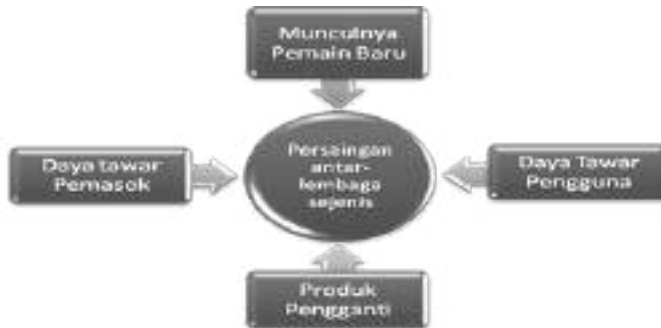 Munculnya
Pemain Baru
Daya tawar
Pemasok
Persaingan
antar-
lembaga
sejenis
Daya Tawar
Pengguna
Produk
Pengganti